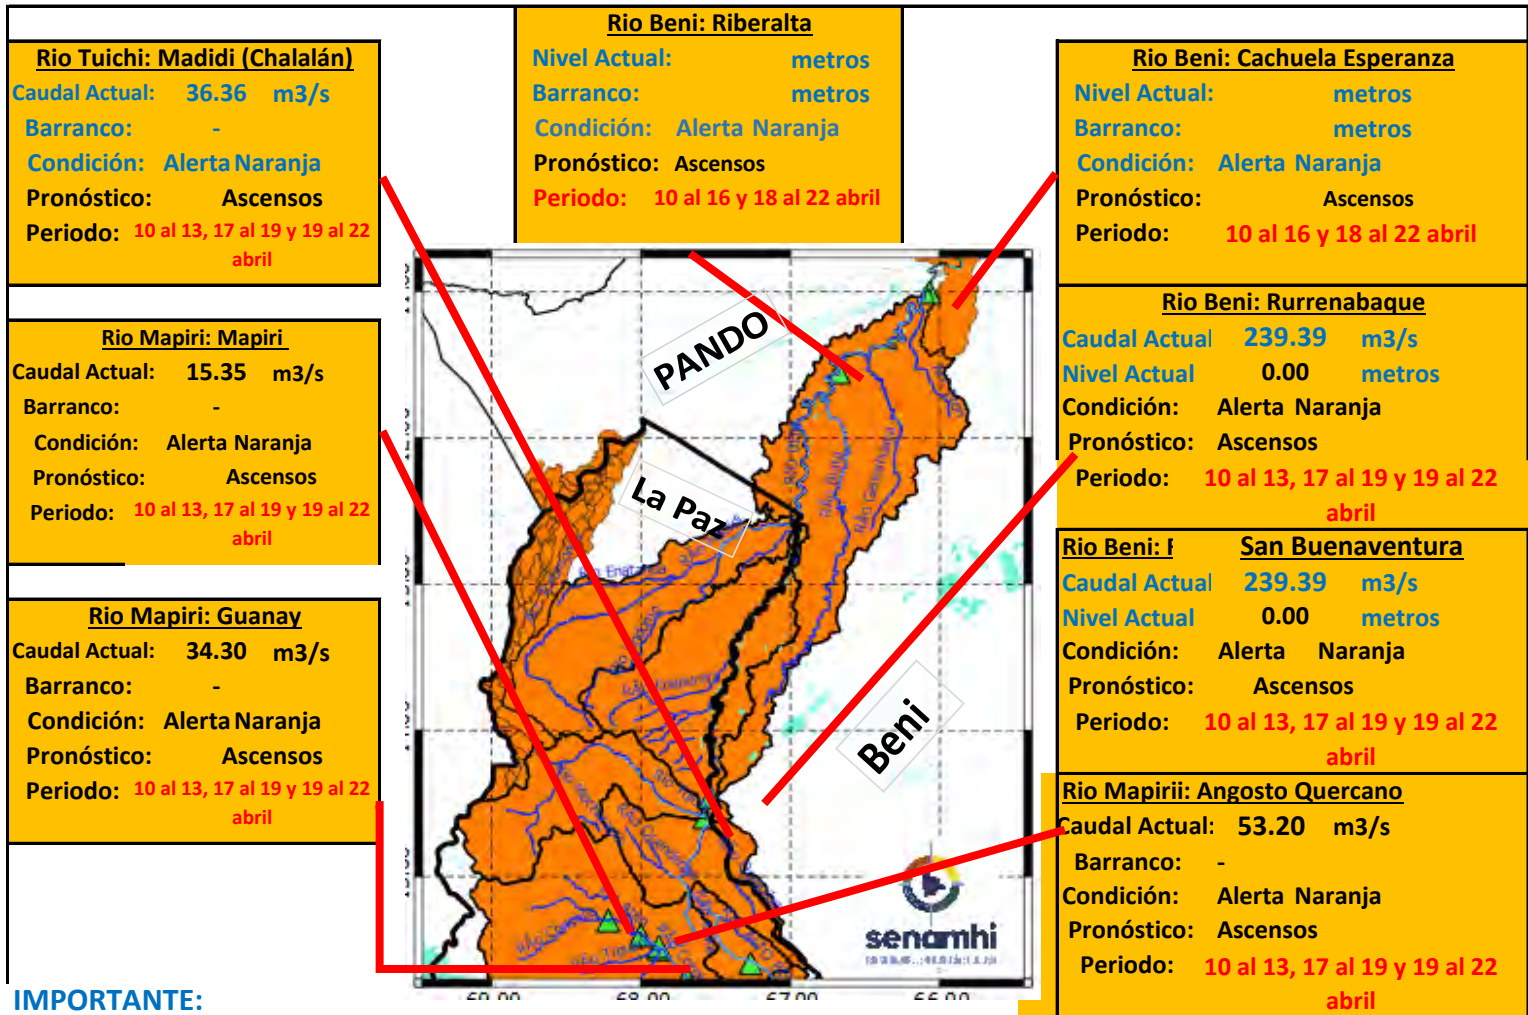 Rio Beni: Riberalta
Nivel Actual: metros
Barranco: metros
Condición: Alerta Naranja
Pronóstico: Ascensos
Periodo: 10 al 16 y 18 al 22 abril
Rio Tuichi: Madidi (Chalalán)
Caudal Actual: 36.36 m3/s
Barranco: -
Condición: Alerta Naranja
Pronóstico: Ascensos
Periodo: 10 al 13, 17 al 19 y 19 al 22
abril
Rio Beni: Cachuela Esperanza
Nivel Actual: metros
Barranco: metros
Condición: Alerta Naranja
Pronóstico: Ascensos
Periodo: 10 al 16 y 18 al 22 abril
Rio Mapiri: Mapiri
Caudal Actual: 15.35 m3/s
Barranco: -
Condición: Alerta Naranja
Pronóstico: Ascensos
Periodo: 10 al 13, 17 al 19 y 19 al 22
abril
Rio Beni: Rurrenabaque
Caudal Actual 239.39 m3/s
Nivel Actual 0.00 metros
Condición: Alerta Naranja
Pronóstico: Ascensos
Periodo: 10 al 13, 17 al 19 y 19 al 22
abril
Rio Beni: San Buenaventura
Caudal Actual 239.39 m3/s
Nivel Actual 0.00 metros
Condición: Alerta Naranja
Pronóstico: Ascensos
Periodo: 10 al 13, 17 al 19 y 19 al 22
abril
Rio Mapiri: Guanay
Caudal Actual: 34.30 m3/s
Barranco: -
Condición: Alerta Naranja
Pronóstico: Ascensos
Periodo: 10 al 13, 17 al 19 y 19 al 22
abril
Rio Mapirii: Angosto Quercano
Caudal Actual: 53.20 m3/s
Barranco: -
Condición: Alerta Naranja
Pronóstico: Ascensos
Periodo: 10 al 13, 17 al 19 y 19 al 22
abril
PANDO
La Paz
Beni
senamhi
69.00 68.00 67.00 66.00
IMPORTANTE: